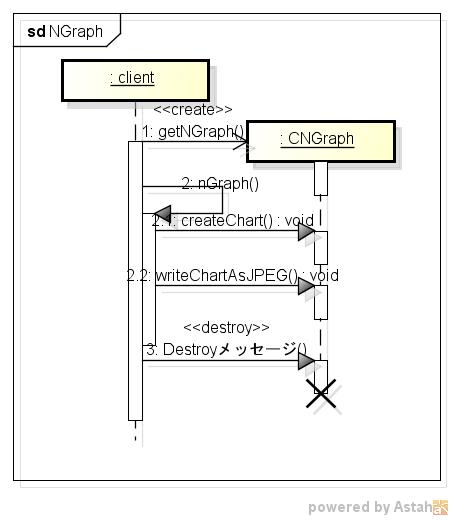 sd NGraph
: client
<<create>>
1: getNGraph()
: CNGraph
2: nGraph()
2.1: createChart() : void
2.2: writeChartAsJPEG() : void
<<destroy>>
3: Destroyメッセージ()
powered by Astah